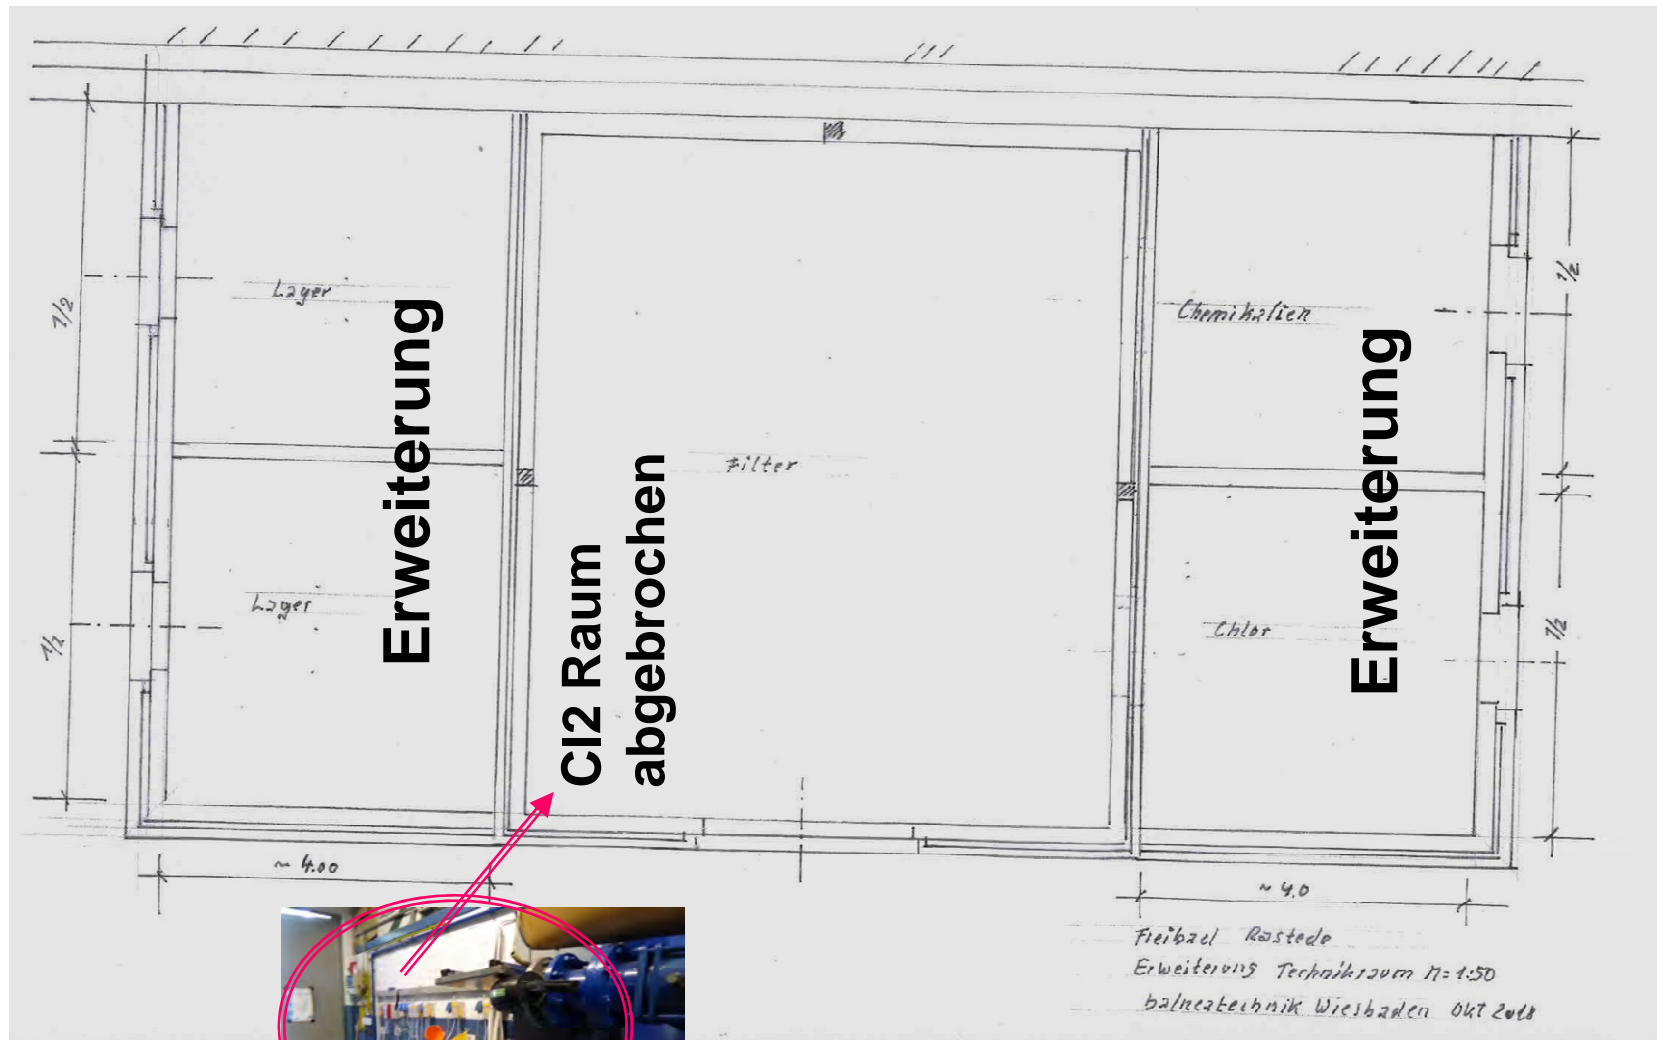 1/2
Lager
Erweiterung
1/2
Lager
Cl2 Raum
abgebrochen
Filter
Chemikalien
1/2
Erweiterung
Chlor
1/2
~ 4.00
~ 4.0
Freibad Rastede
Erweiterung Technikraum M=1:50
balneatechnik Wiesbaden Okt 2018